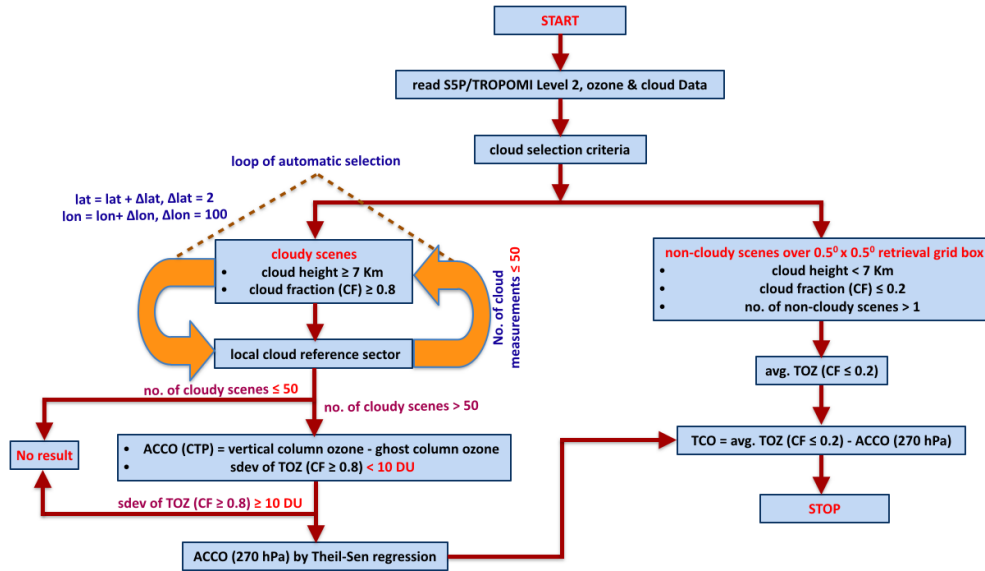 START
read S5P/TROPOMI Level 2, ozone & cloud Data
cloud selection criteria
loop of automatic selection
lat = lat + Δlat, Δlat = 2
lon = lon+ Δlon, Δlon = 100
cloudy scenes
• cloud height ≥ 7 Km
• cloud fraction (CF) ≥ 0.8
No. of cloud
measurements ≤ 50
local cloud reference sector
no. of cloudy scenes ≤ 50
no. of cloudy scenes > 50
No result
• ACCO (CTP) = vertical column ozone - ghost column ozone
• sdev of TOZ (CF ≥ 0.8) < 10 DU
sdev of TOZ (CF ≥ 0.8) ≥ 10 DU
ACCO (270 hPa) by Theil-Sen regression
non-cloudy scenes over 0.5⁰ x 0.5⁰ retrieval grid box
• cloud height < 7 Km
• cloud fraction (CF) ≤ 0.2
• no. of non-cloudy scenes > 1
avg. TOZ (CF ≤ 0.2)
TCO = avg. TOZ (CF ≤ 0.2) - ACCO (270 hPa)
STOP